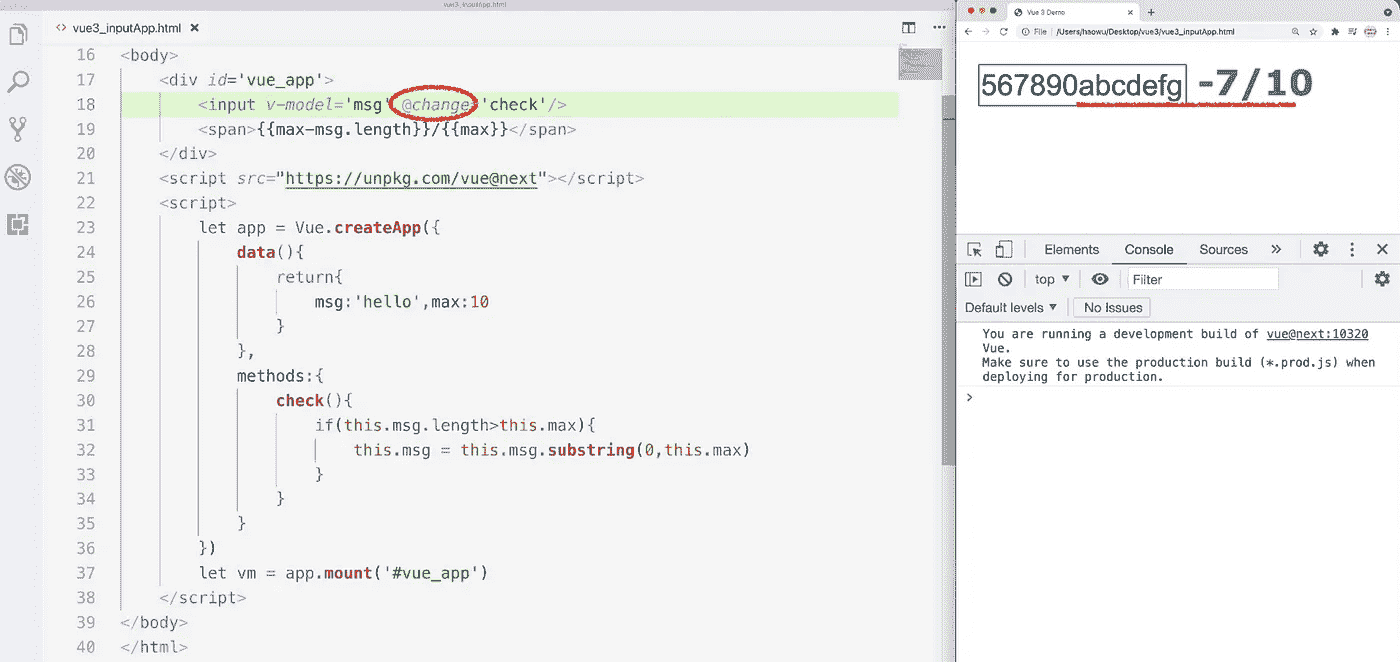 vue3_inputApp.html
<> vue3_inputApp.html ×
16 <body>
17 <div id='vue_app'>
18 <input v-model='msg' @change 'check'/>
19 <span>{{max-msg.length}}/{{max}}</span>
20 </div>
21 <script src="https://unpkg.com/vue@next"></script>
22 <script>
23 let app = Vue.createApp({
24 data(){
25 return{
26 msg:'hello',max:10
27 }
28 },
29 methods:{
30 check(){
31 if(this.msg.length>this.max){
32 this.msg = this.msg.substring(0,this.max)
33 }
34 }
35 }
36 })
37 let vm = app.mount('#vue_app')
38 </script>
39 </body>
40 </html>
Vue 3 Demo
File /Users/haowu/Desktop/vue3/vue3_inputApp.html
567890abcdefg -7/10
Elements Console Sources
top Filter
Default levels No Issues
You are running a development build of vue@next:10320
Vue.
Make sure to use the production build (*.prod.js) when
deploying for production.